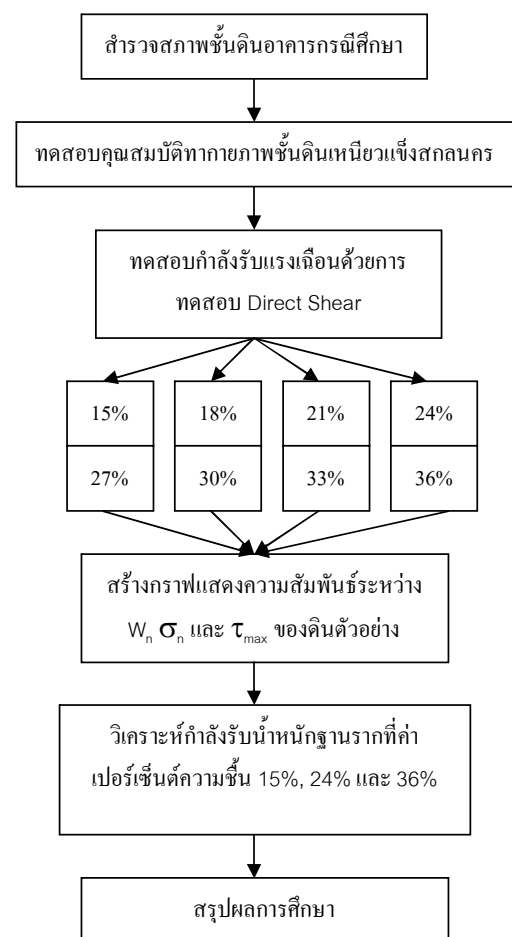 สำรวจสภาพชั้นดินอาคารกรณีศึกษา
ทดสอบคุณสมบัติทากายภาพชั้นดินเหนียวแข็งสกลนคร
ทดสอบกำลังรับแรงเฉือนด้วยการ
ทดสอบ Direct Shear
15% 18% 21% 24%
27% 30% 33% 36%
สร้างกราฟแสดงความสัมพันธ์ระหว่าง
Wn σn และ τmax ของดินตัวอย่าง
วิเคราะห์กำลังรับน้ำหนักฐานรากที่ค่า
เปอร์เซ็นต์ความชื้น 15%, 24% และ 36%
สรุปผลการศึกษา